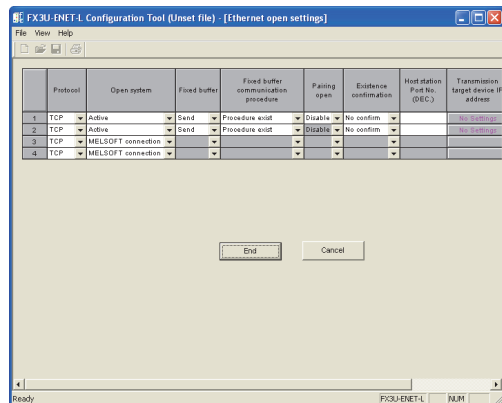 FX3U-ENET-L Configuration Tool (Unset file) - [Ethernet open settings]
File View Help
Protocol Open system Fixed buffer Fixed buffer communication procedure Pairing open Existence confirmation Host station Port No. (DEC.) Transmission target device IP address
1 TCP Active Send Procedure exist Disable No confirm No Settings
2 TCP Active Send Procedure exist Disable No confirm No Settings
3 TCP MELSOFT connection
4 TCP MELSOFT connection
End Cancel
Ready FX3U-ENET-L NUM